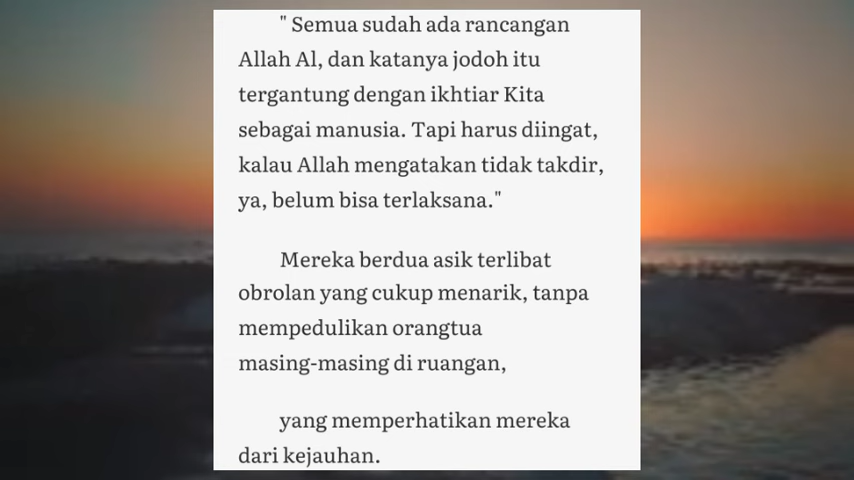 " Semua sudah ada rancangan
Allah Al, dan katanya jodoh itu
tergantung dengan ikhtiar Kita
sebagai manusia. Tapi harus diingat,
kalau Allah mengatakan tidak takdir,
ya, belum bisa terlaksana."
Mereka berdua asik terlibat
obrolan yang cukup menarik, tanpa
mempedulikan orangtua
masing-masing di ruangan,
yang memperhatikan mereka
dari kejauhan.